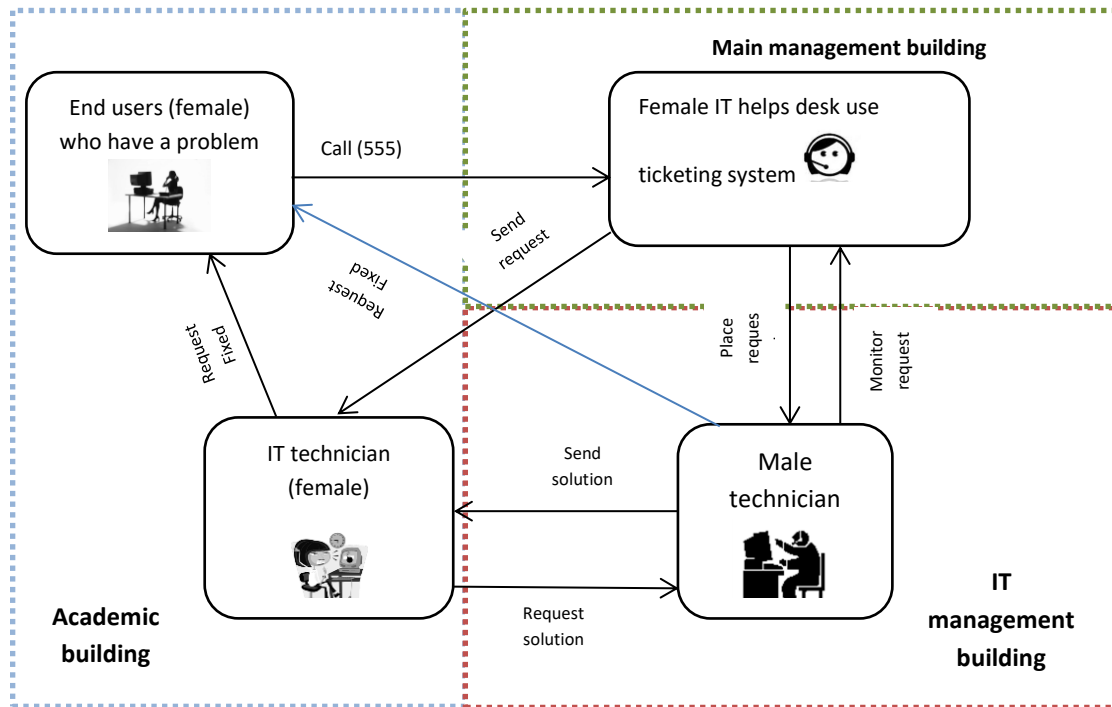 Main management building
End users (female)
who have a problem
Call (555)
Female IT helps desk use
ticketing system
Send
request
Request
Fixed
Request
Fixed
Place
reques
.
Monitor
request
IT technician
(female)
Send
solution
Male
technician
Request
solution
Academic
building
IT
management
building